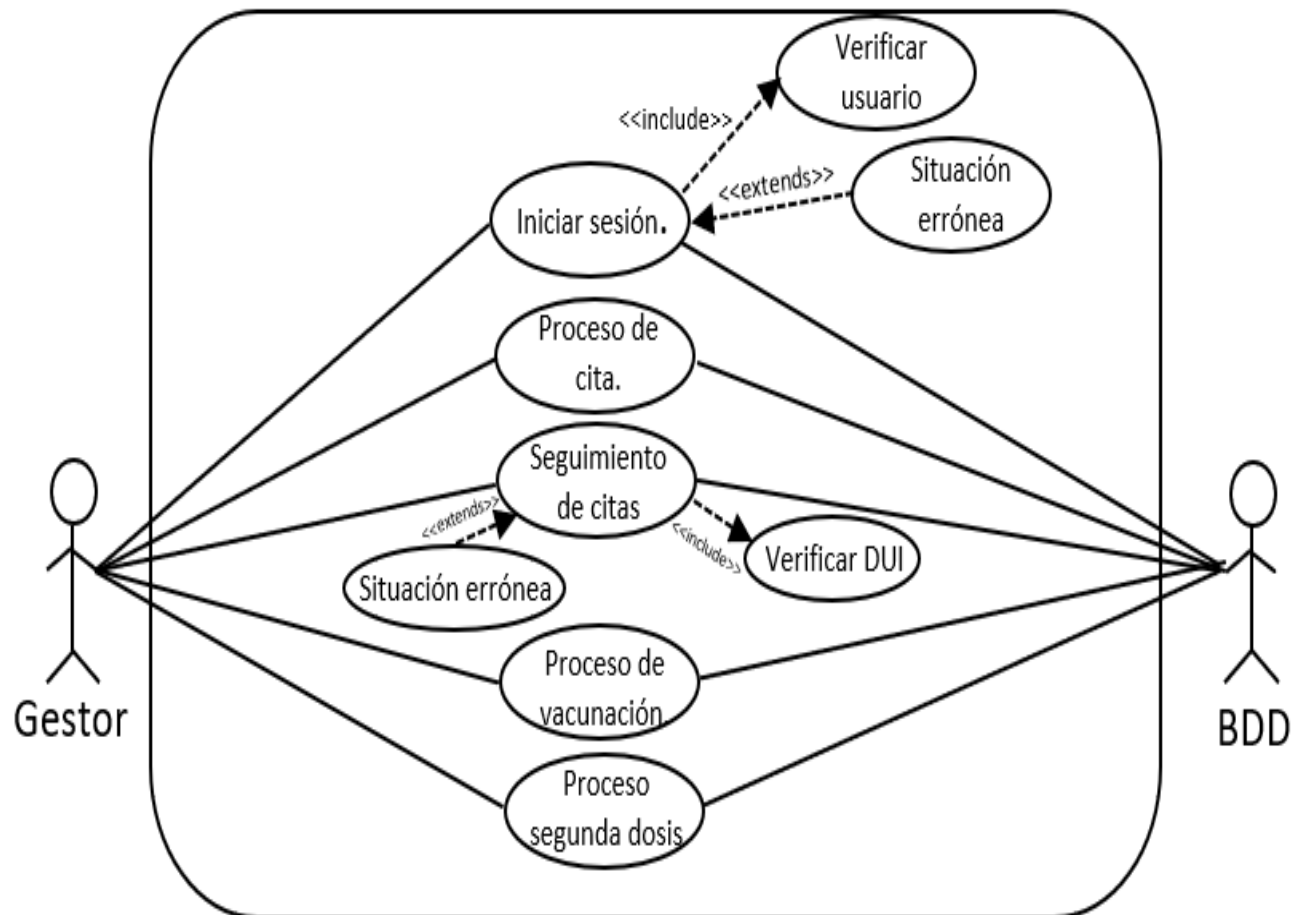 Verificar
usuario
<<include>>
Situación
errónea
<<extends>>
Iniciar sesión.
Proceso de
cita.
Seguimiento
de citas
<<extends>>
<<include>>
Situación errónea
Verificar DUI
Proceso de
vacunación
Gestor
BDD
Proceso
segunda dosis